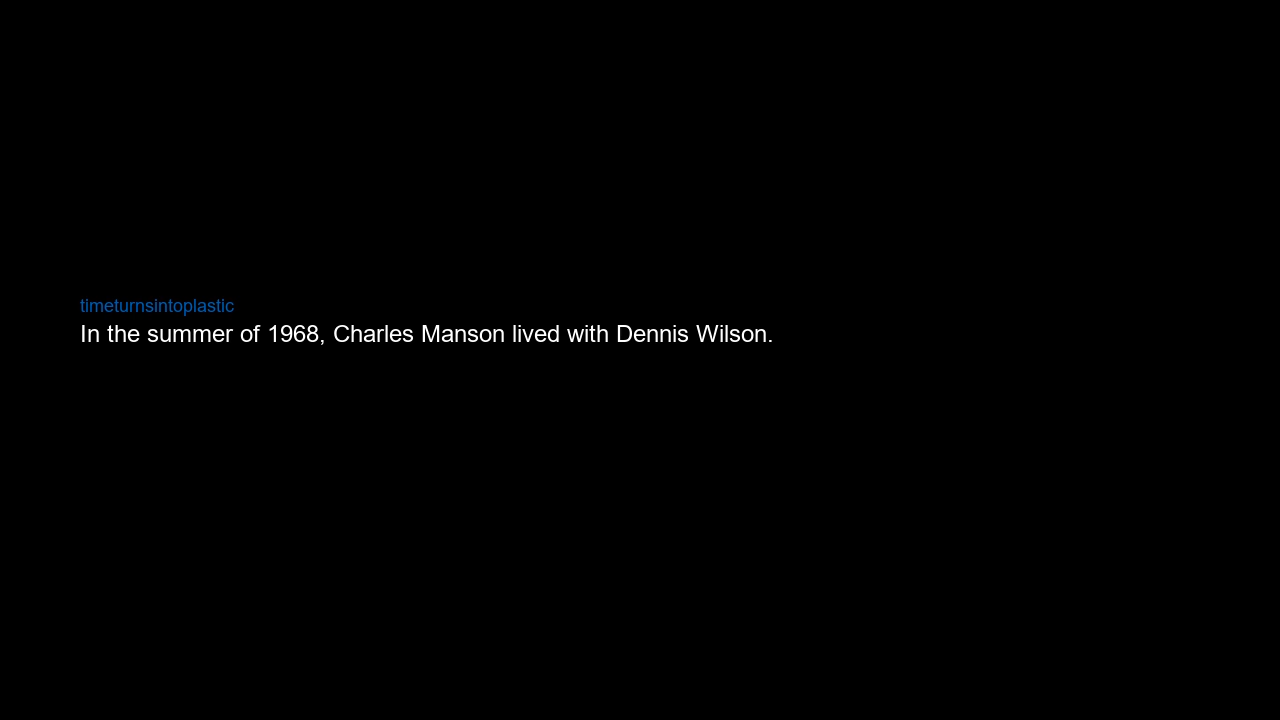 timeturnsintoplastic
In the summer of 1968, Charles Manson lived with Dennis Wilson.